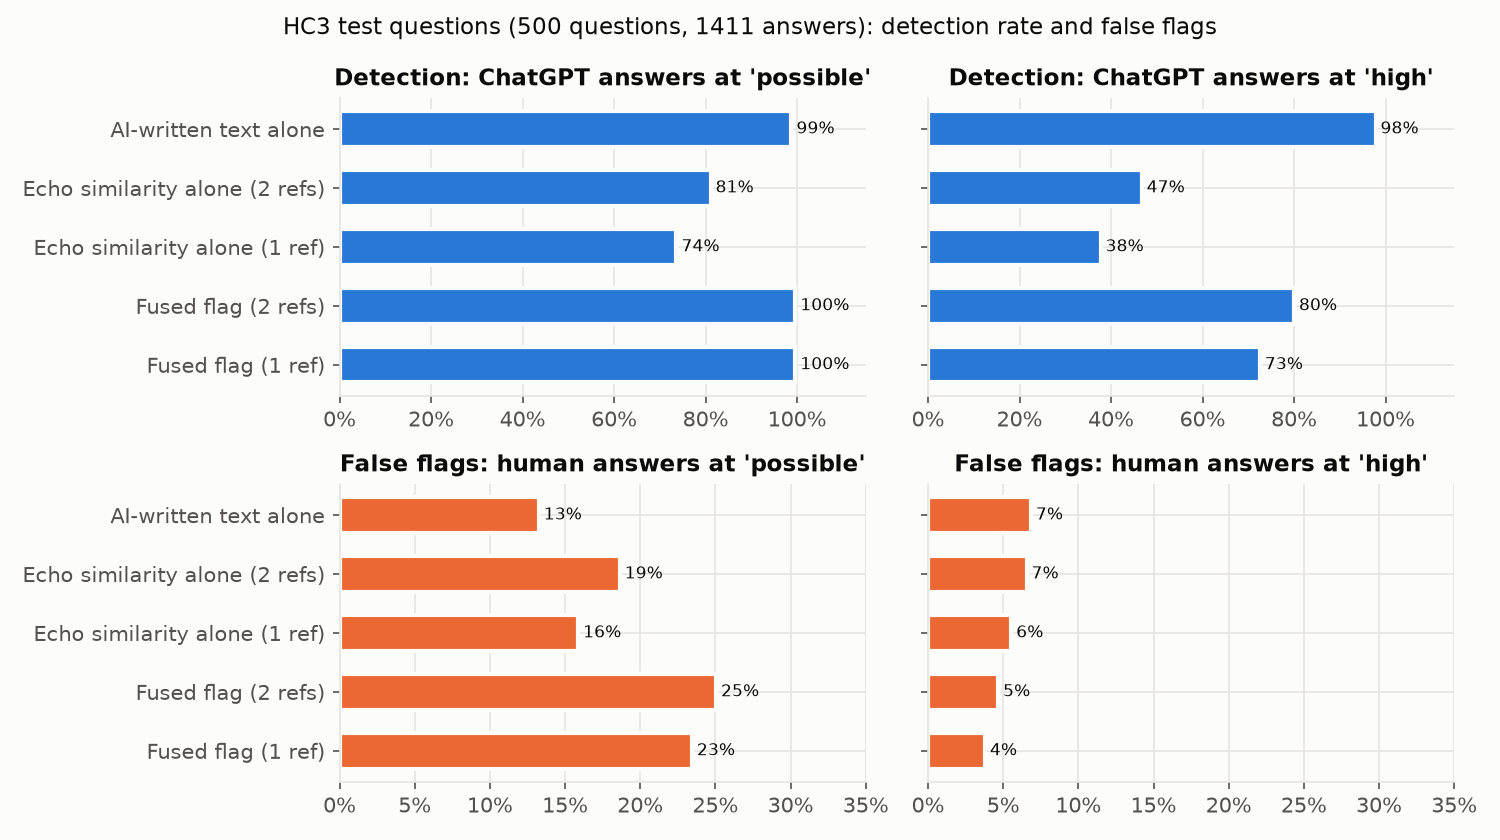 HC3 test questions (500 questions, 1411 answers): detection rate and false flags
Detection: ChatGPT answers at 'possible'
AI-written text alone
99%
Echo similarity alone (2 refs)
81%
Echo similarity alone (1 ref)
74%
Fused flag (2 refs)
100%
Fused flag (1 ref)
100%
0% 20% 40% 60% 80% 100%
Detection: ChatGPT answers at 'high'
98%
47%
38%
80%
73%
0% 20% 40% 60% 80% 100%
False flags: human answers at 'possible'
AI-written text alone
13%
Echo similarity alone (2 refs)
19%
Echo similarity alone (1 ref)
16%
Fused flag (2 refs)
25%
Fused flag (1 ref)
23%
0% 5% 10% 15% 20% 25% 30% 35%
False flags: human answers at 'high'
7%
7%
6%
5%
4%
0% 5% 10% 15% 20% 25% 30% 35%